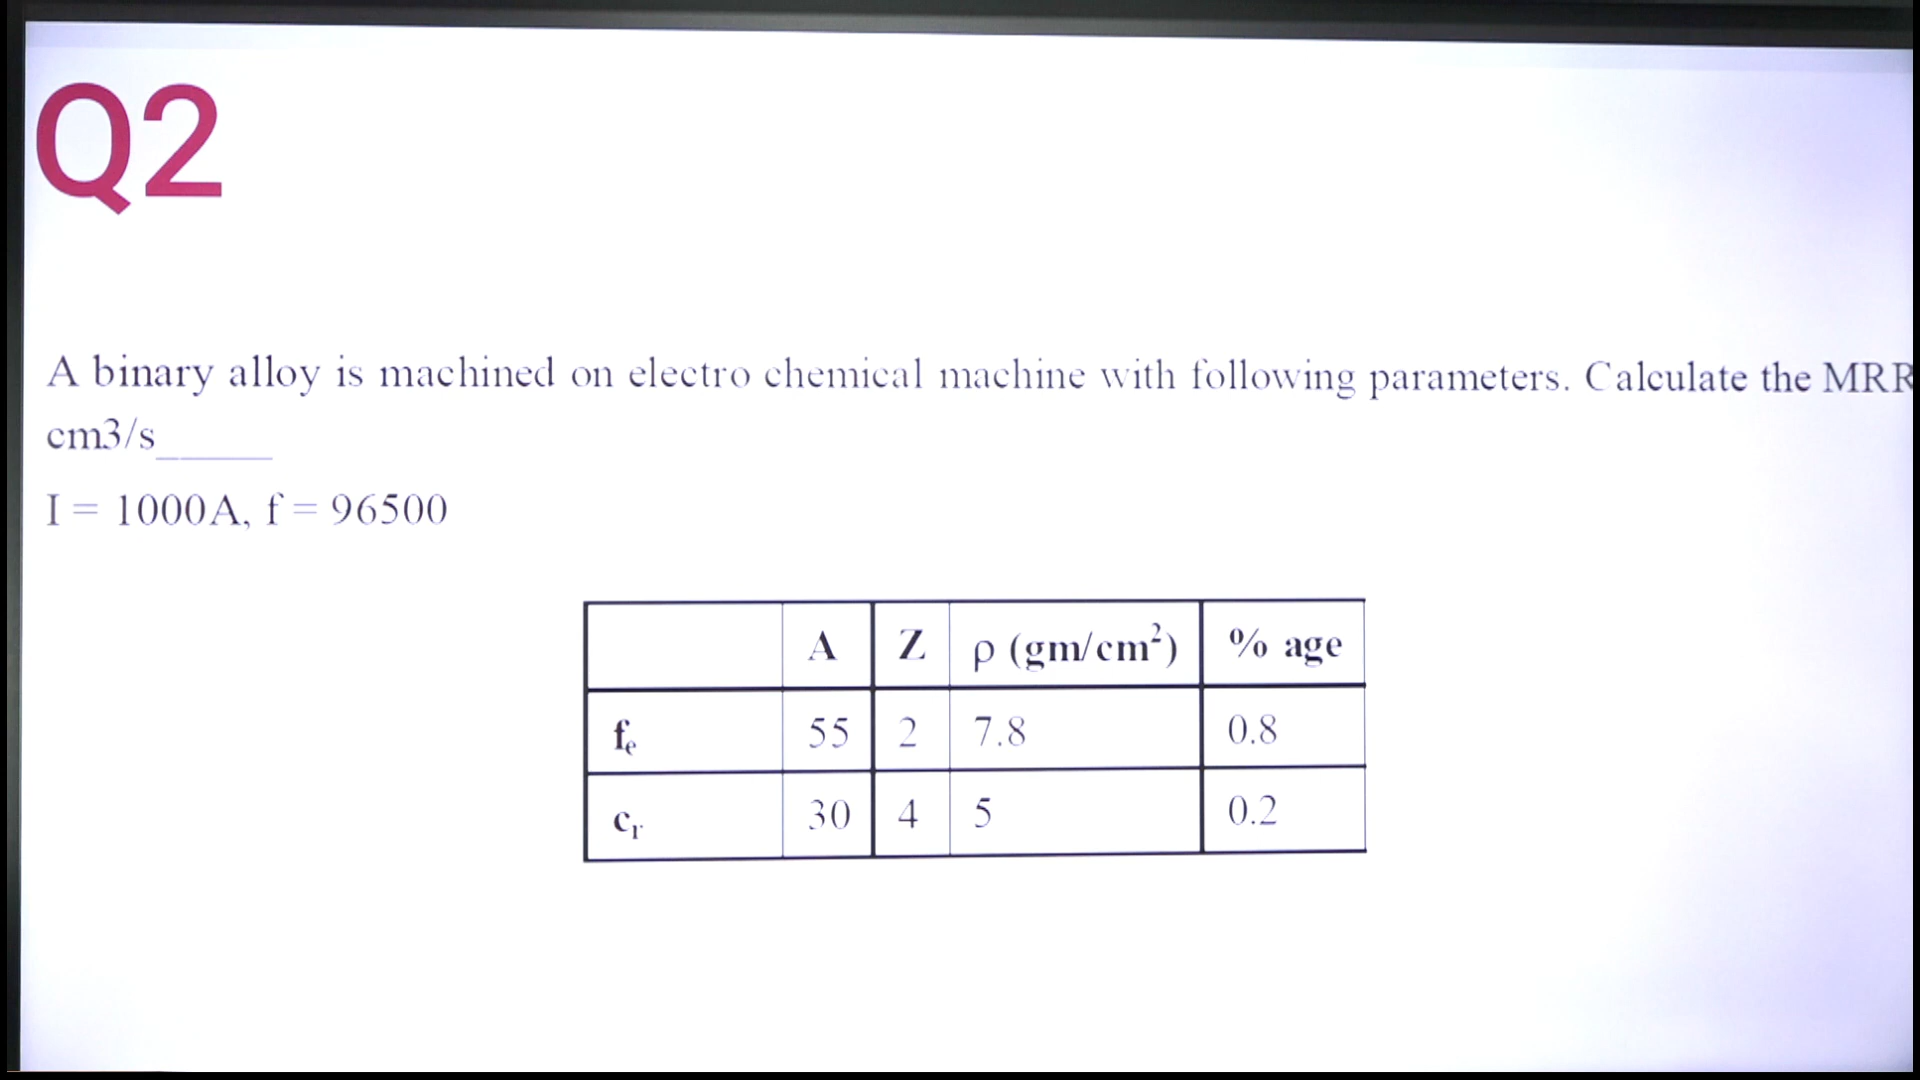 Q2
A binary alloy is machined on electro chemical machine with following parameters. Calculate the MRR
cm3/s_____
I = 1000A, f = 96500
A Z ρ (gm/cm²) % age
fₑ 55 2 7.8 0.8
cᵣ 30 4 5 0.2